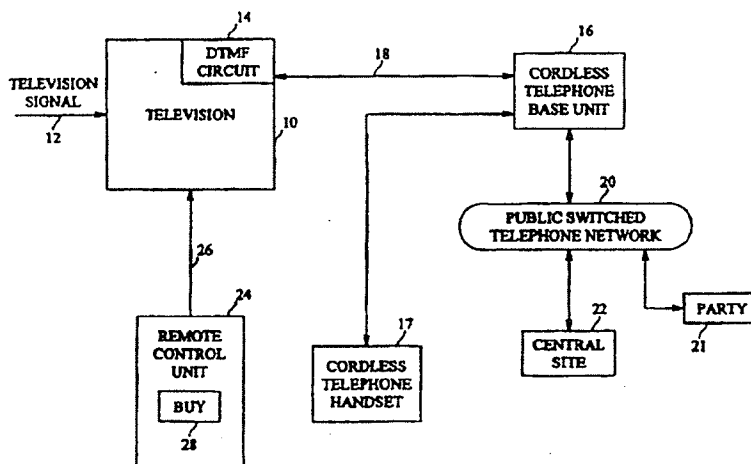 14
DTMF
CIRCUIT
TELEVISION
SIGNAL
12
TELEVISION
10
18
16
CORDLESS
TELEPHONE
BASE UNIT
20
PUBLIC SWITCHED
TELEPHONE NETWORK
26
24
REMOTE
CONTROL
UNIT
BUY
28
17
CORDLESS
TELEPHONE
HANDSET
22
CENTRAL
SITE
PARTY
21